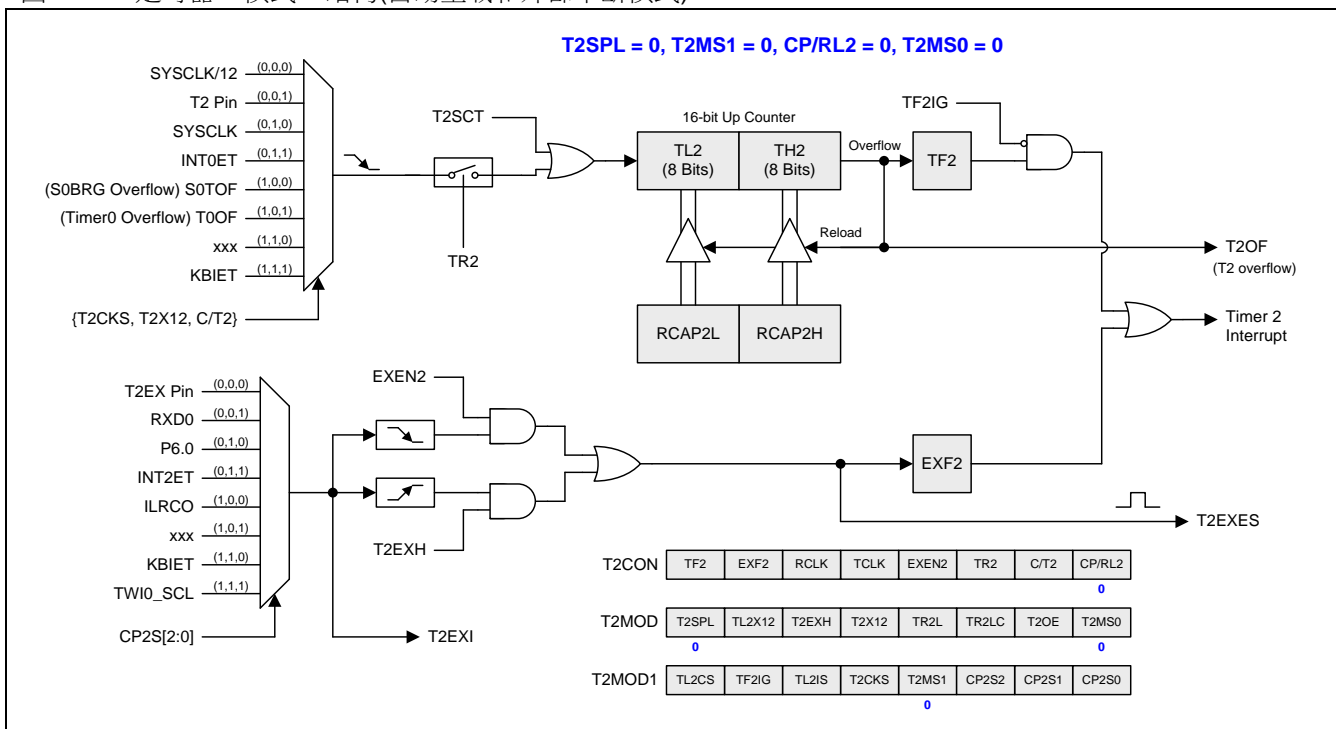 T2SPL = 0, T2MS1 = 0, CP/RL2 = 0, T2MS0 = 0
SYSCLK/12 (0,0,0)
T2 Pin (0,0,1)
SYSCLK (0,1,0)
INT0ET (0,1,1)
(S0BRG Overflow) S0TOF (1,0,0)
(Timer0 Overflow) T0OF (1,0,1)
xxx (1,1,0)
KBIET (1,1,1)
{T2CKS, T2X12, C/T2}
TR2
T2SCT
16-bit Up Counter
TL2
(8 Bits)
TH2
(8 Bits)
Overflow
TF2
TF2IG
Reload
RCAP2L
RCAP2H
T2OF
(T2 overflow)
Timer 2
Interrupt
T2EX Pin (0,0,0)
RXD0 (0,0,1)
P6.0 (0,1,0)
INT2ET (0,1,1)
ILRCO (1,0,0)
xxx (1,0,1)
KBIET (1,1,0)
TWI0_SCL (1,1,1)
CP2S[2:0]
EXEN2
T2EXH
T2EXI
EXF2
T2EXES
T2CON TF2 EXF2 RCLK TCLK EXEN2 TR2 C/T2 CP/RL2
0
T2MOD T2SPL TL2X12 T2EXH T2X12 TR2L TR2LC T2OE T2MS0
0 0
T2MOD1 TL2CS TF2IG TL2IS T2CKS T2MS1 CP2S2 CP2S1 CP2S0
0